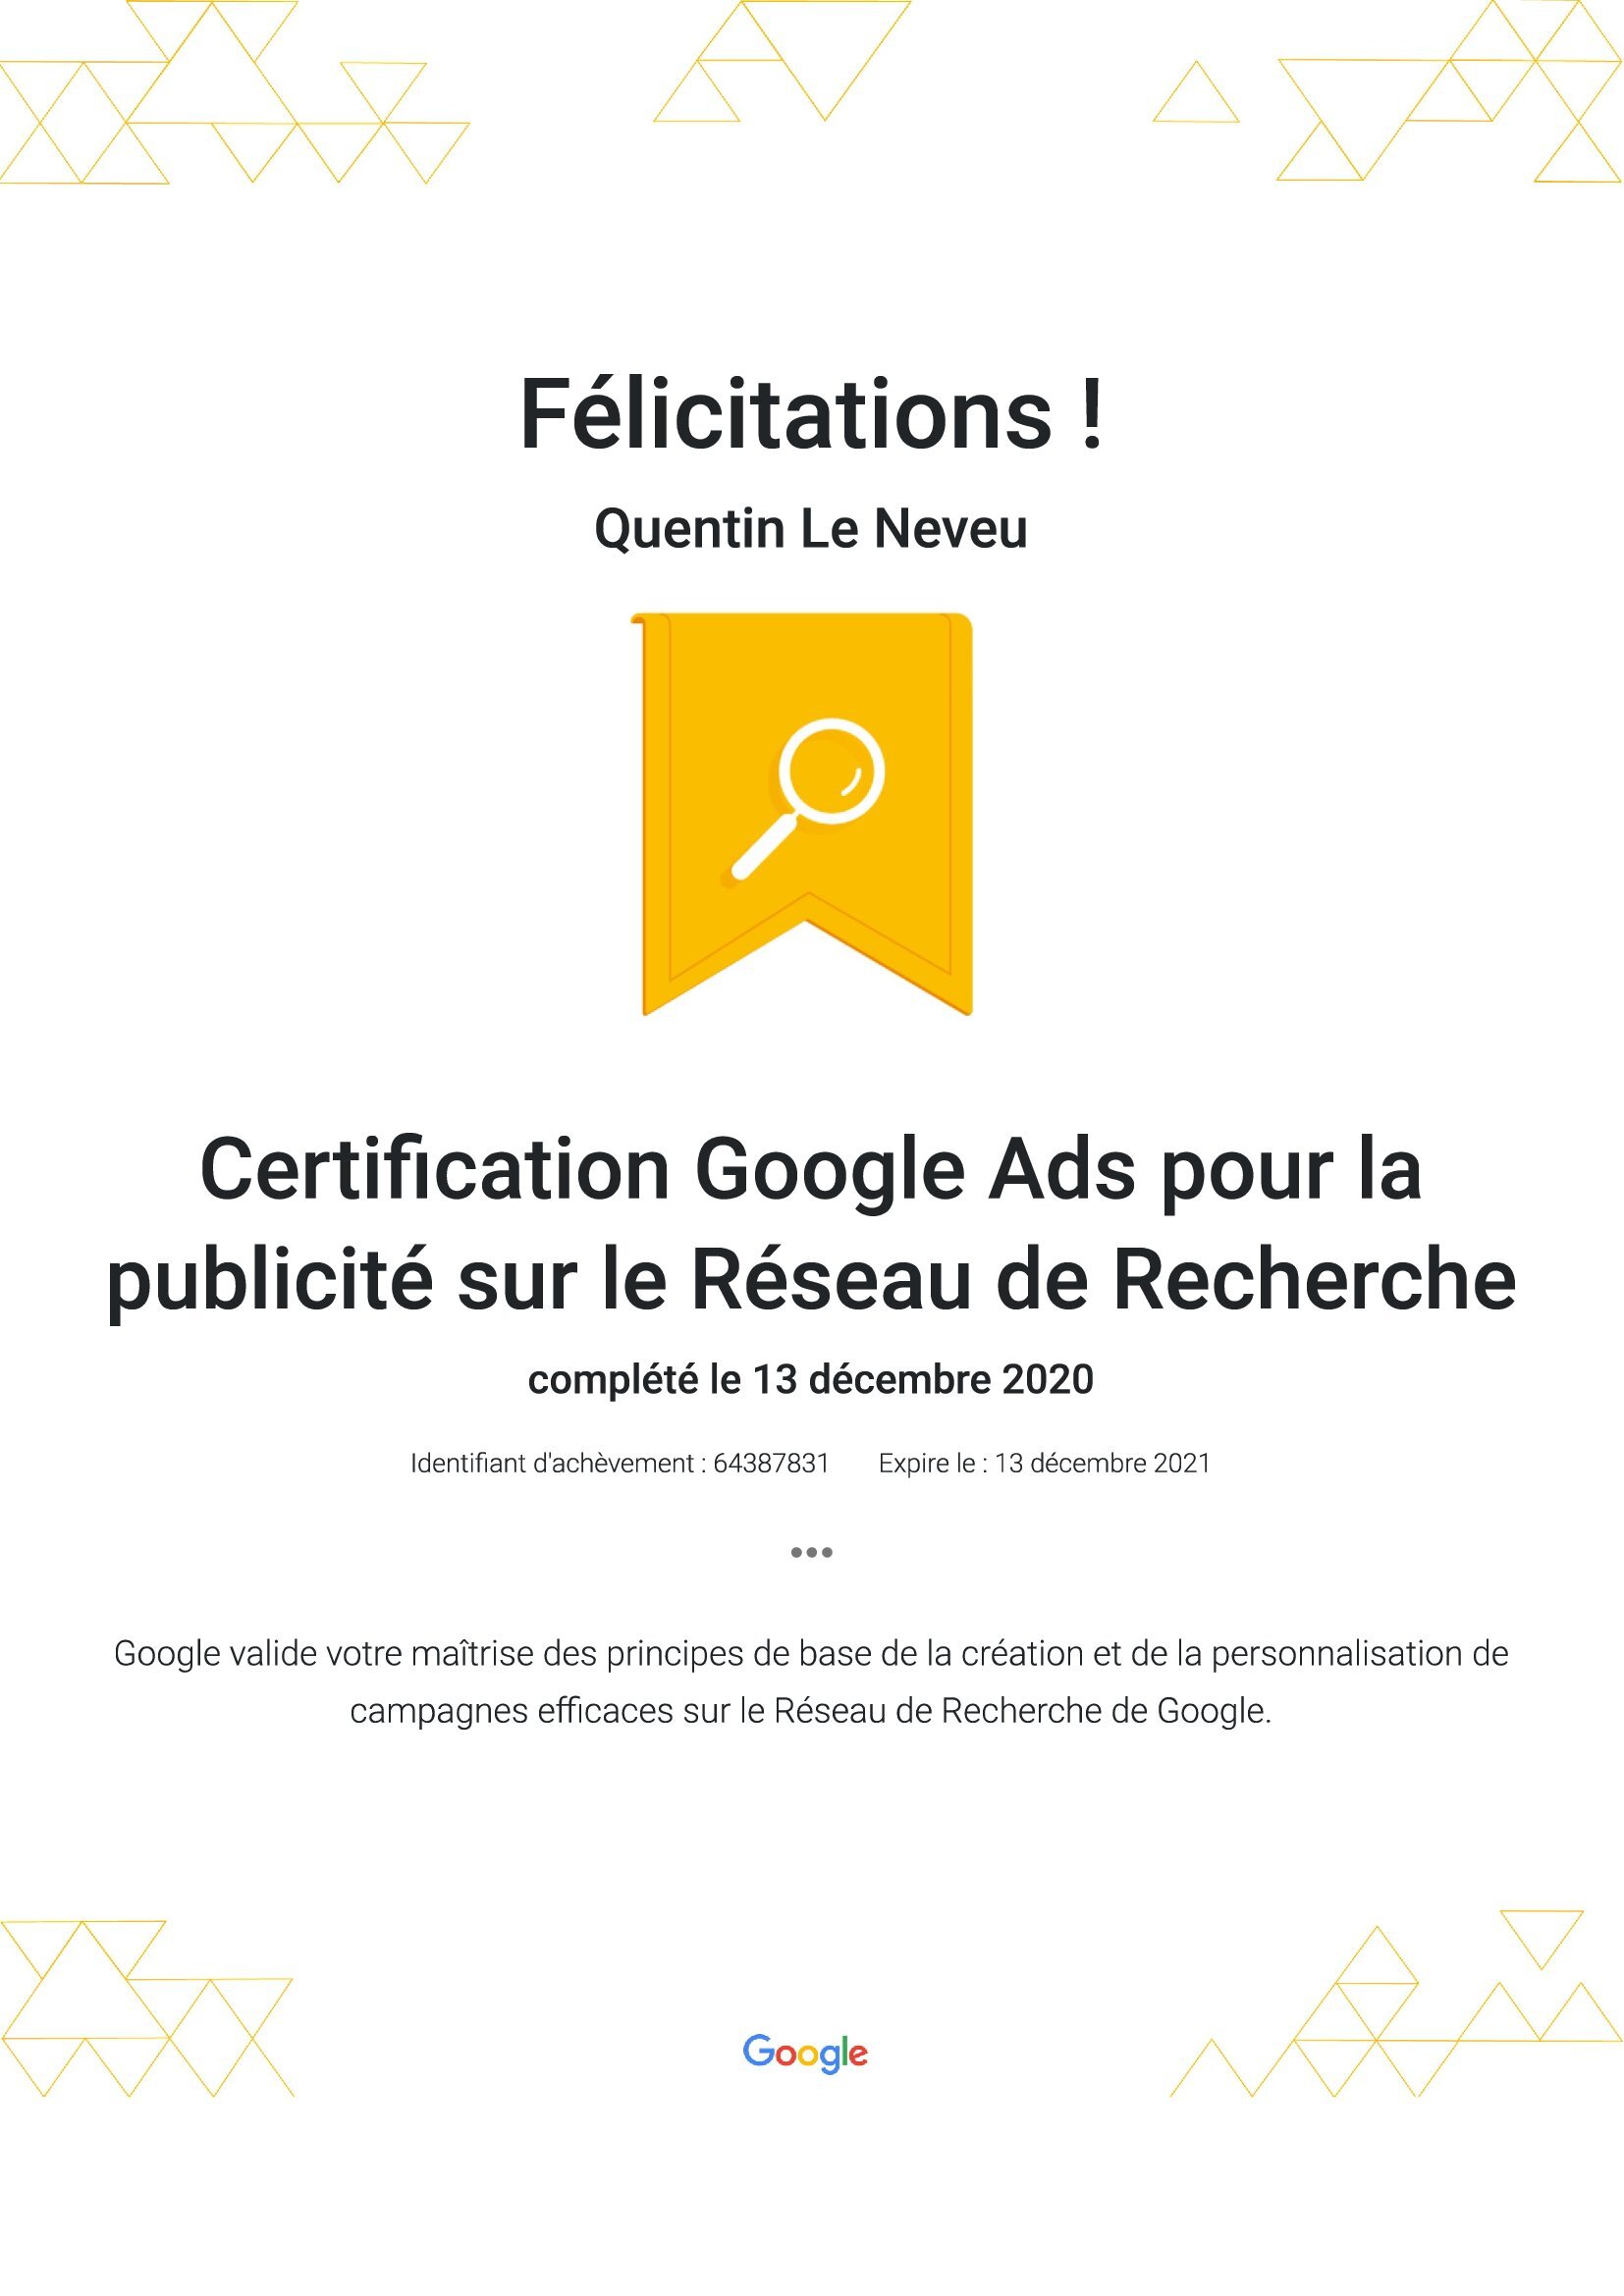 Félicitations !
Quentin Le Neveu
Certification Google Ads pour la
publicité sur le Réseau de Recherche
complété le 13 décembre 2020
Identifiant d'achèvement : 64387831 Expire le : 13 décembre 2021
•••
Google valide votre maîtrise des principes de base de la création et de la personnalisation de
campagnes efficaces sur le Réseau de Recherche de Google.
Google